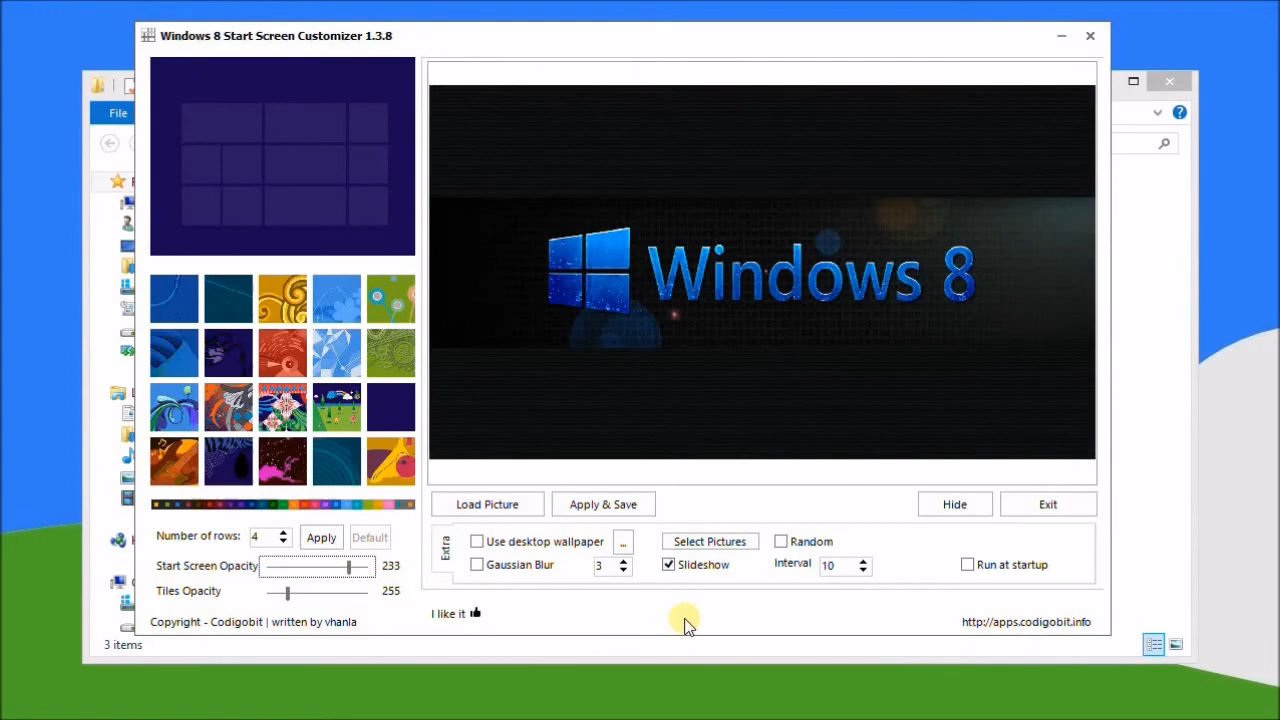 Windows 8 Start Screen Customizer 1.3.8
File
Windows 8
Load Picture
Apply & Save
Hide
Exit
Number of rows: 4
Apply
Default
Start Screen Opacity
233
Tiles Opacity
255
Extra
Use desktop wallpaper
...
Select Pictures
Random
Gaussian Blur
3
Slideshow
Interval
10
Run at startup
I like it
Copyright - Codigobit | written by vhanla
http://apps.codigobit.info
3 items